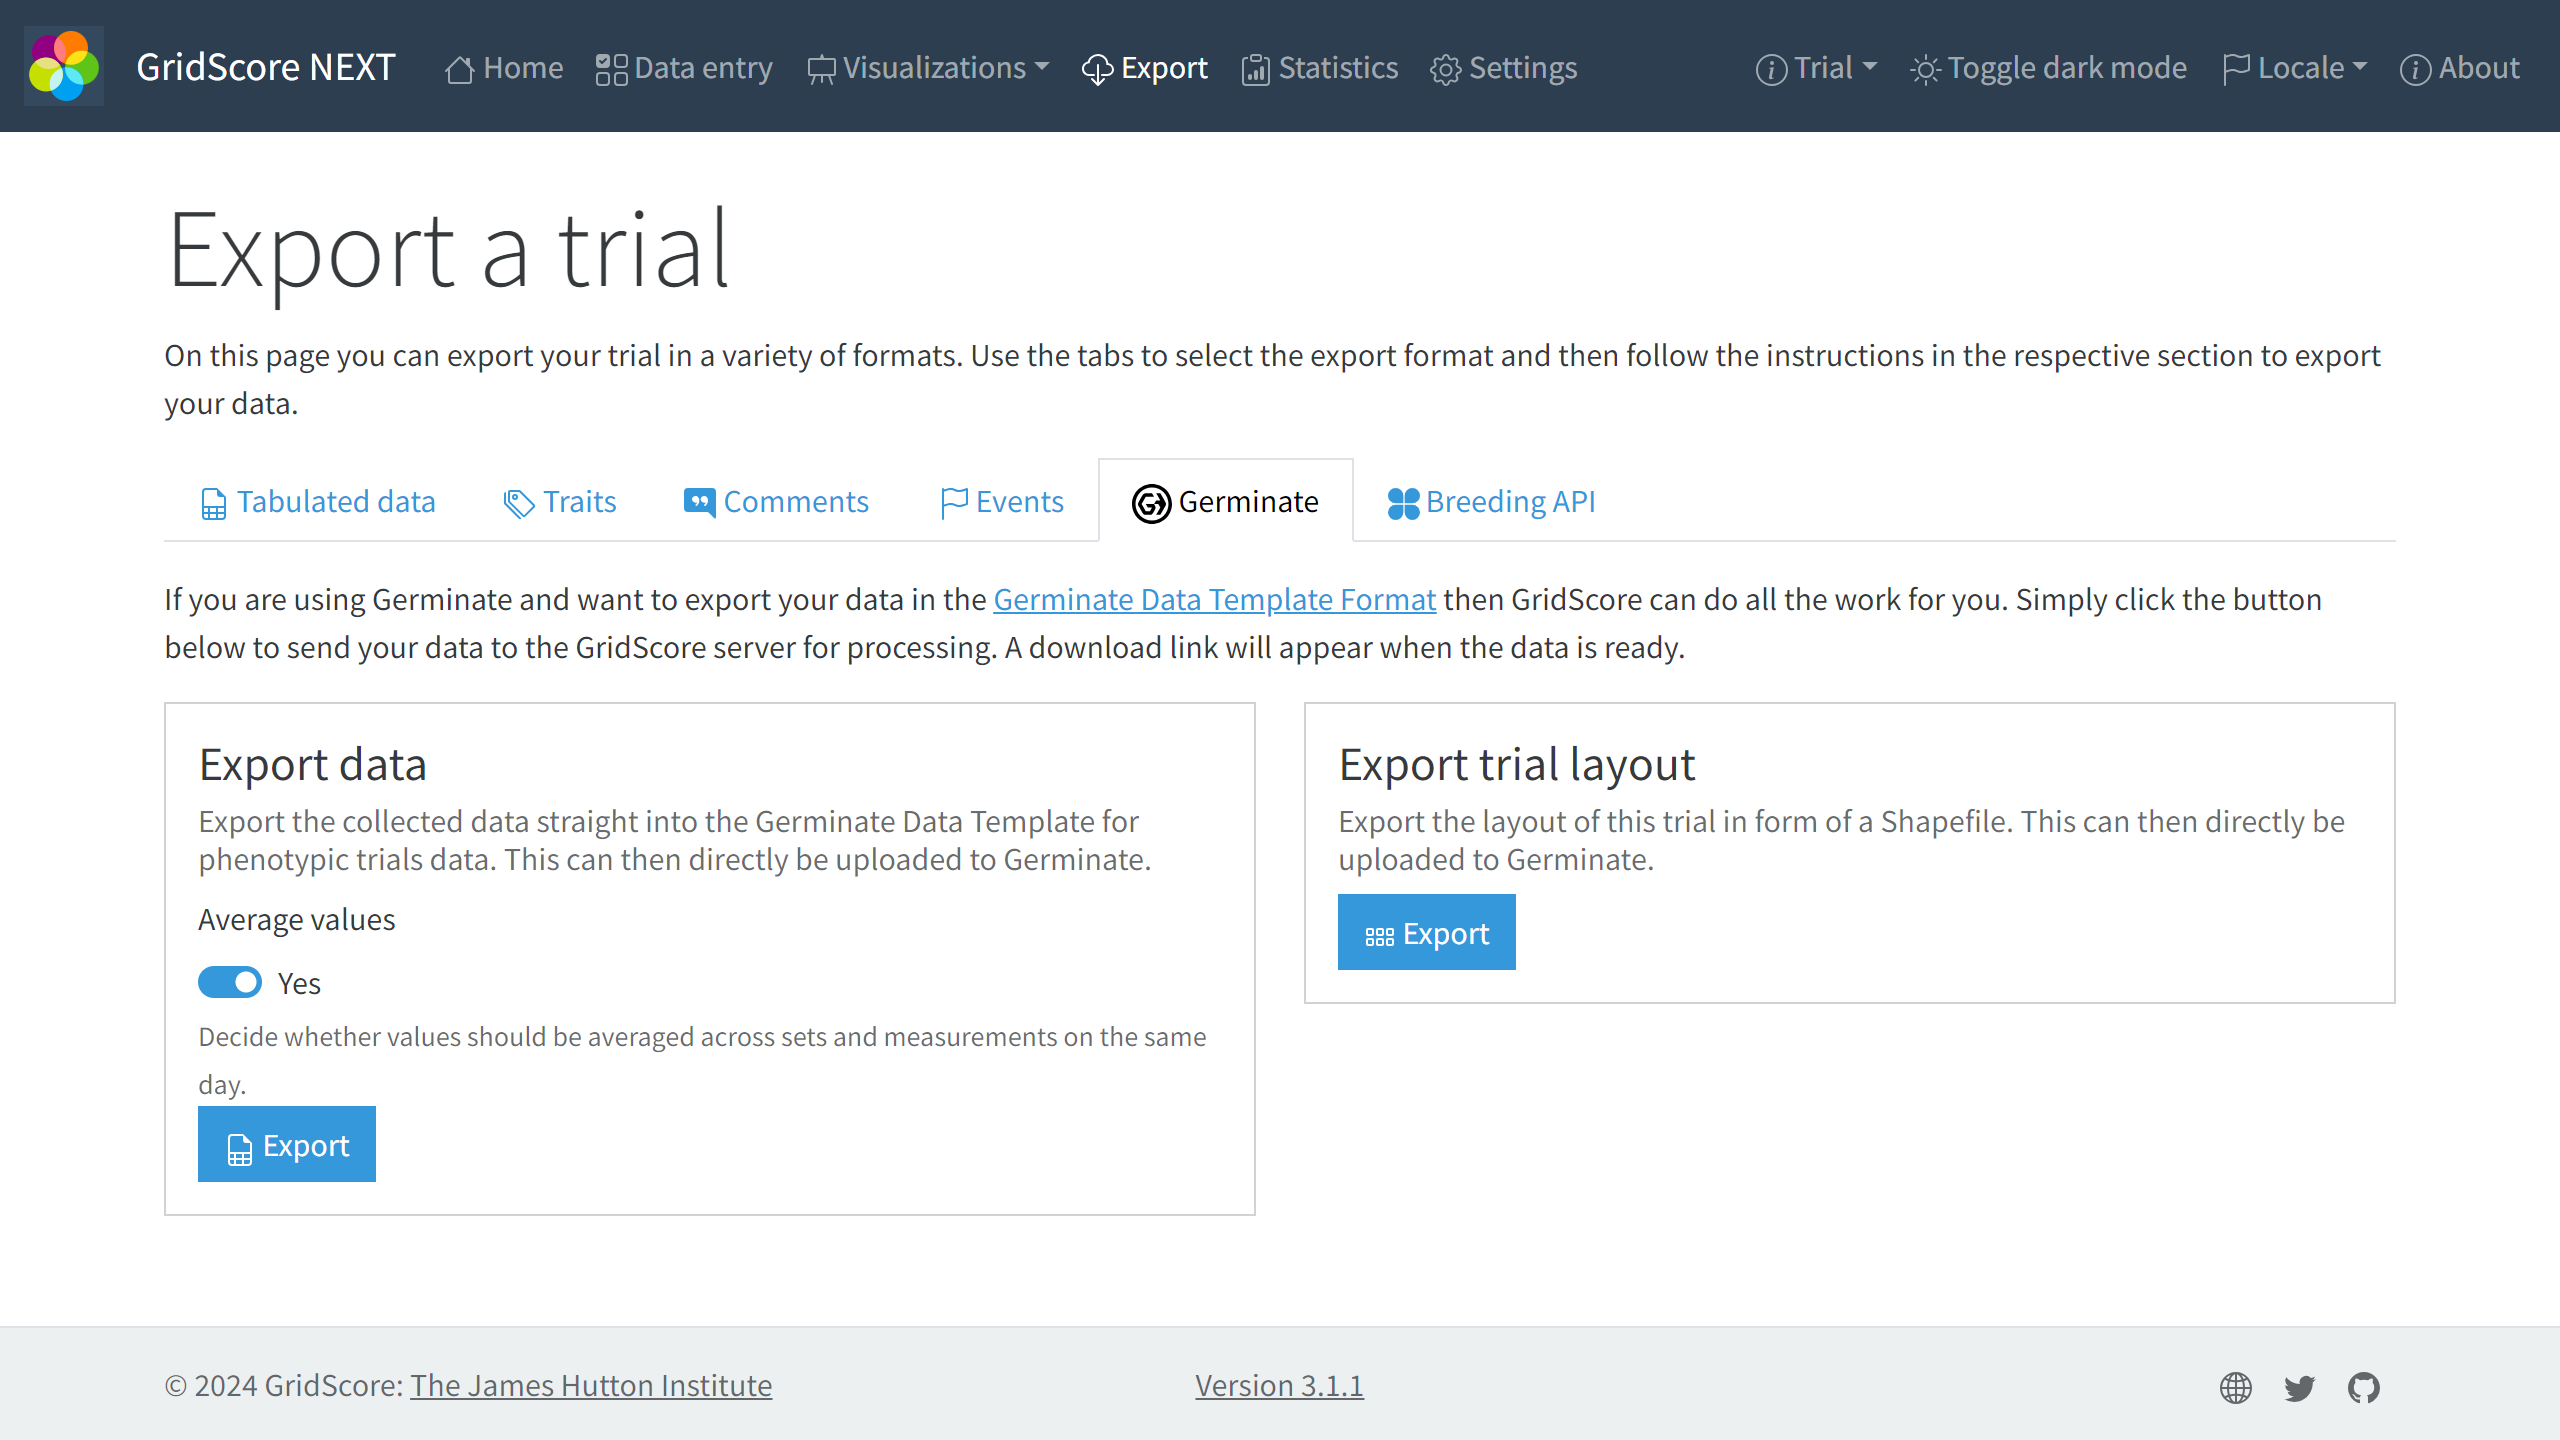 GridScore NEXT Home Data entry Visualizations Export Statistics Settings Trial Toggle dark mode Locale About
Export a trial
On this page you can export your trial in a variety of formats. Use the tabs to select the export format and then follow the instructions in the respective section to export
your data.
Tabulated data Traits Comments Events Germinate Breeding API
If you are using Germinate and want to export your data in the Germinate Data Template Format then GridScore can do all the work for you. Simply click the button
below to send your data to the GridScore server for processing. A download link will appear when the data is ready.
Export data
Export the collected data straight into the Germinate Data Template for
phenotypic trials data. This can then directly be uploaded to Germinate.
Average values
Yes
Decide whether values should be averaged across sets and measurements on the same
day.
Export
Export trial layout
Export the layout of this trial in form of a Shapefile. This can then directly be
uploaded to Germinate.
Export
© 2024 GridScore: The James Hutton Institute Version 3.1.1